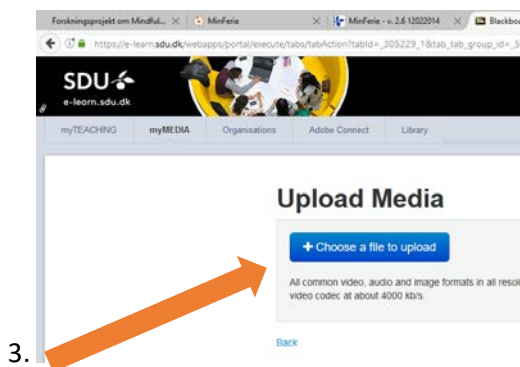 Forskningsprojekt om Mindful...
MinFerie
MinFerie - v. 2.6 12022014
Blackboa
https://e-learn.sdu.dk/webapps/portal/execute/tabs/tabAction?tabId=_305229_1&tab_tab_group_id=_5
SDU
e-learn.sdu.dk
myTEACHING myMEDIA Organisations Adobe Connect Library
Upload Media
+ Choose a file to upload
All common video, audio and image formats in all resol
video codec at about 4000 kb/s.
Back
3.